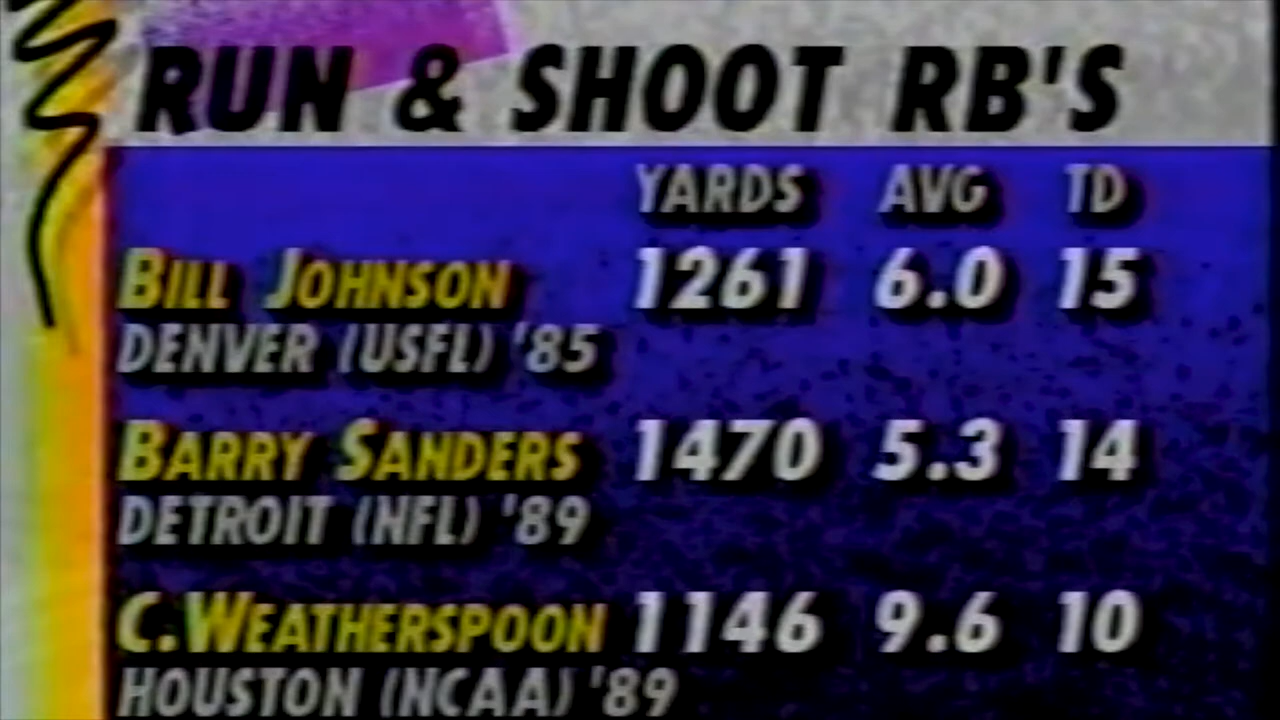 RUN & SHOOT RB'S
YARDS AVG TD
BILL JOHNSON 1261 6.0 15
DENVER (USFL) '85
BARRY SANDERS 1470 5.3 14
DETROIT (NFL) '89
C. WEATHERSPOON 1146 9.6 10
HOUSTON (NCAA) '89